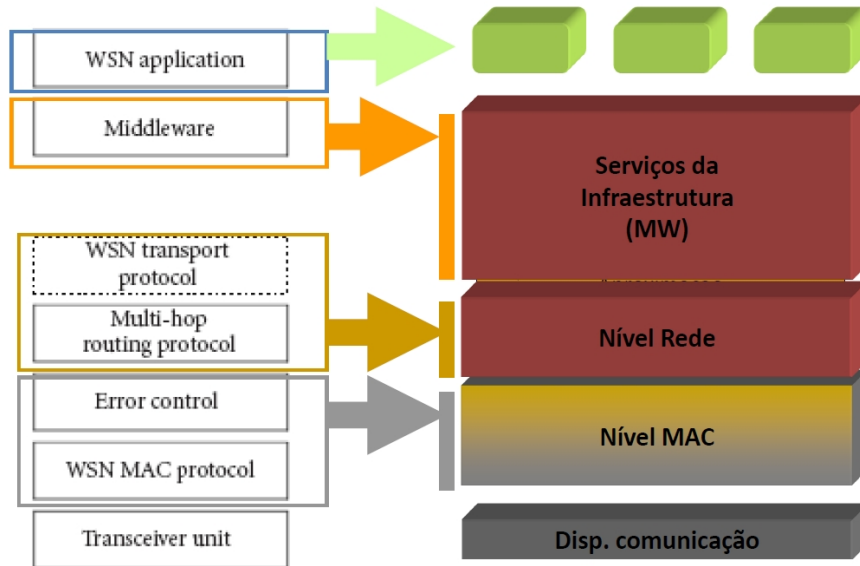 WSN application
Middleware
WSN transport
protocol
Multi-hop
routing protocol
Error control
WSN MAC protocol
Transceiver unit
Serviços da
Infraestrutura
(MW)
Nível Rede
Nível MAC
Disp. comunicação